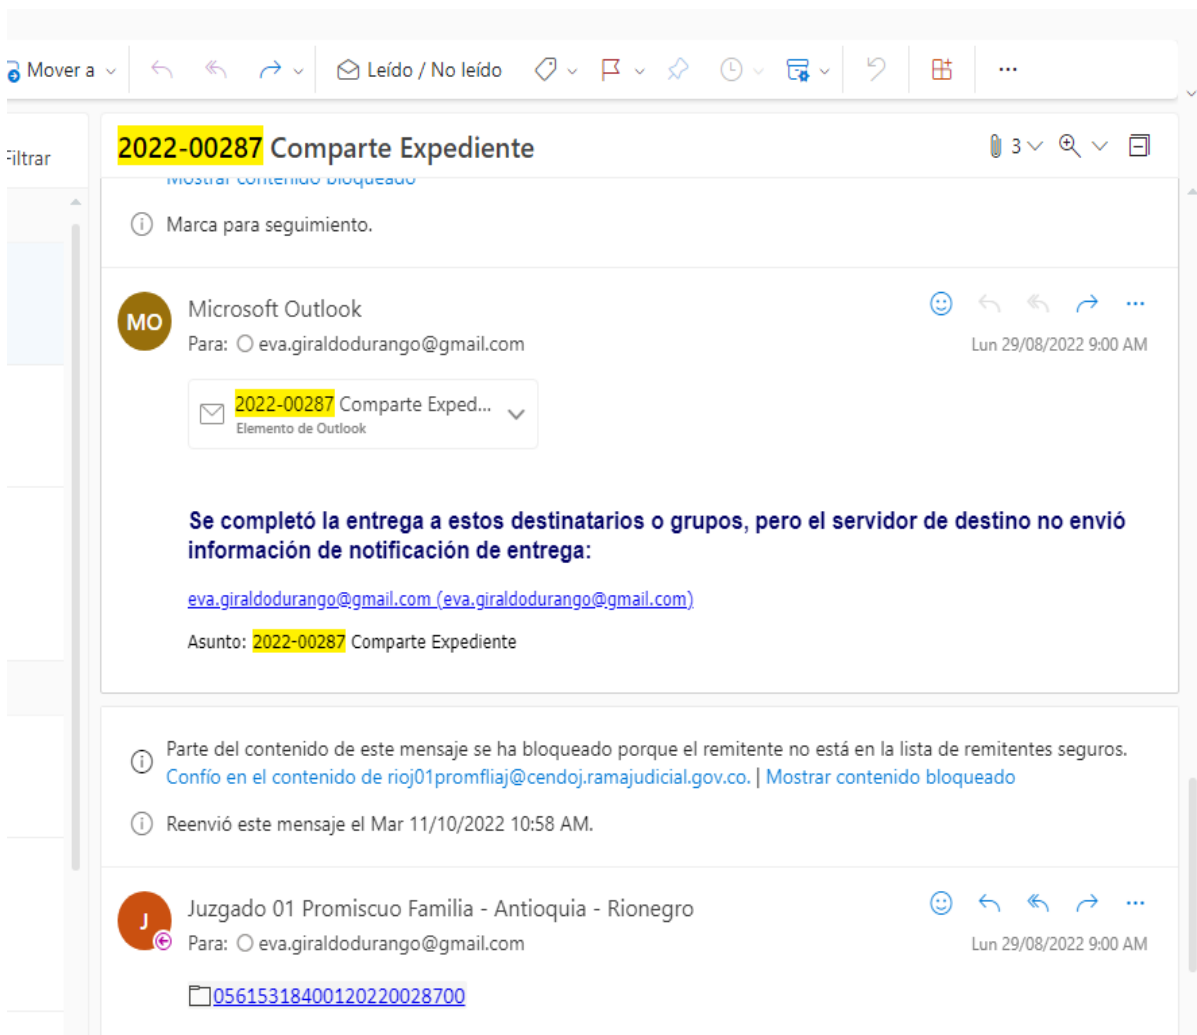 Mover a
Leído / No leído
Filtrar
2022-00287 Comparte Expediente
3
Mostrar contenido bloqueado
Marca para seguimiento.
MO
Microsoft Outlook
Para: eva.giraldodurango@gmail.com
Lun 29/08/2022 9:00 AM
2022-00287 Comparte Exped...
Elemento de Outlook
Se completó la entrega a estos destinatarios o grupos, pero el servidor de destino no envió
información de notificación de entrega:
eva.giraldodurango@gmail.com (eva.giraldodurango@gmail.com)
Asunto: 2022-00287 Comparte Expediente
Parte del contenido de este mensaje se ha bloqueado porque el remitente no está en la lista de remitentes seguros.
Confío en el contenido de rioj01promfliaj@cendoj.ramajudicial.gov.co. | Mostrar contenido bloqueado
Reenvió este mensaje el Mar 11/10/2022 10:58 AM.
J
Juzgado 01 Promiscuo Familia - Antioquia - Rionegro
Para: eva.giraldodurango@gmail.com
Lun 29/08/2022 9:00 AM
05615318400120220028700